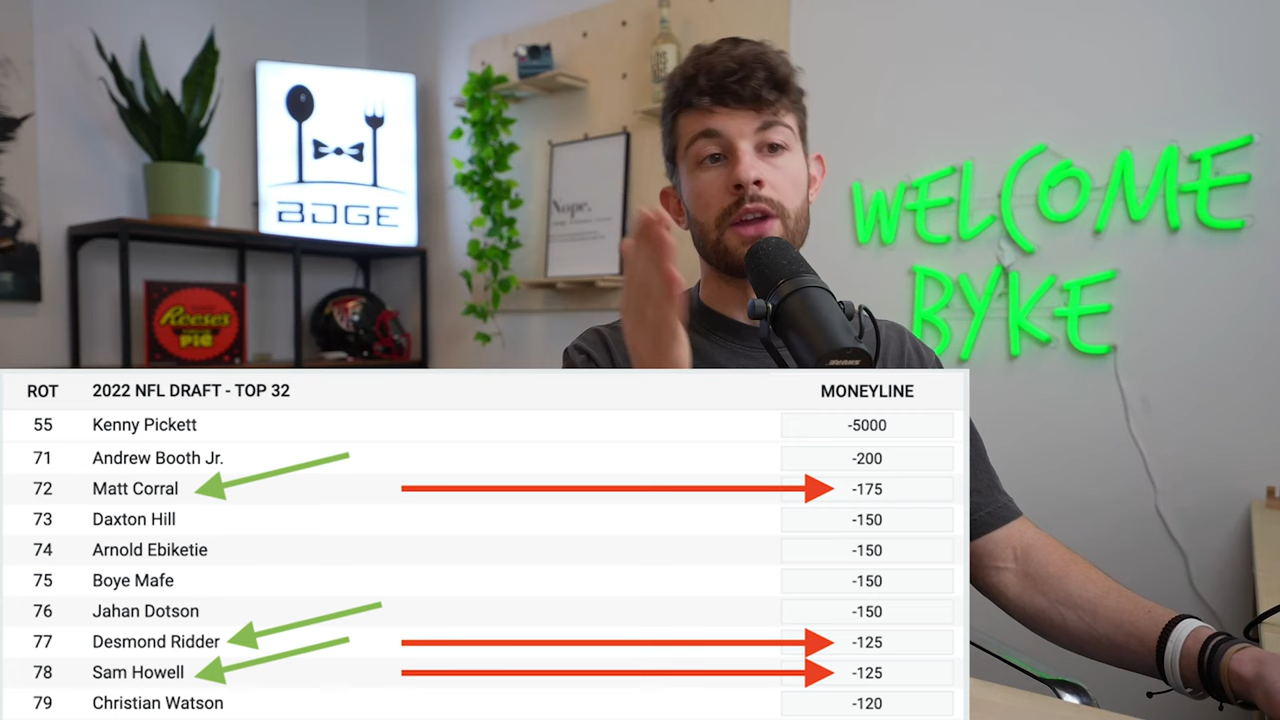 BDGE
Nope.
Reese's
PIE
WELCOME
BYKE
SHURE
ROT 2022 NFL DRAFT - TOP 32 MONEYLINE
55 Kenny Pickett -5000
71 Andrew Booth Jr. -200
72 Matt Corral -175
73 Daxton Hill -150
74 Arnold Ebiketie -150
75 Boye Mafe -150
76 Jahan Dotson -150
77 Desmond Ridder -125
78 Sam Howell -125
79 Christian Watson -120